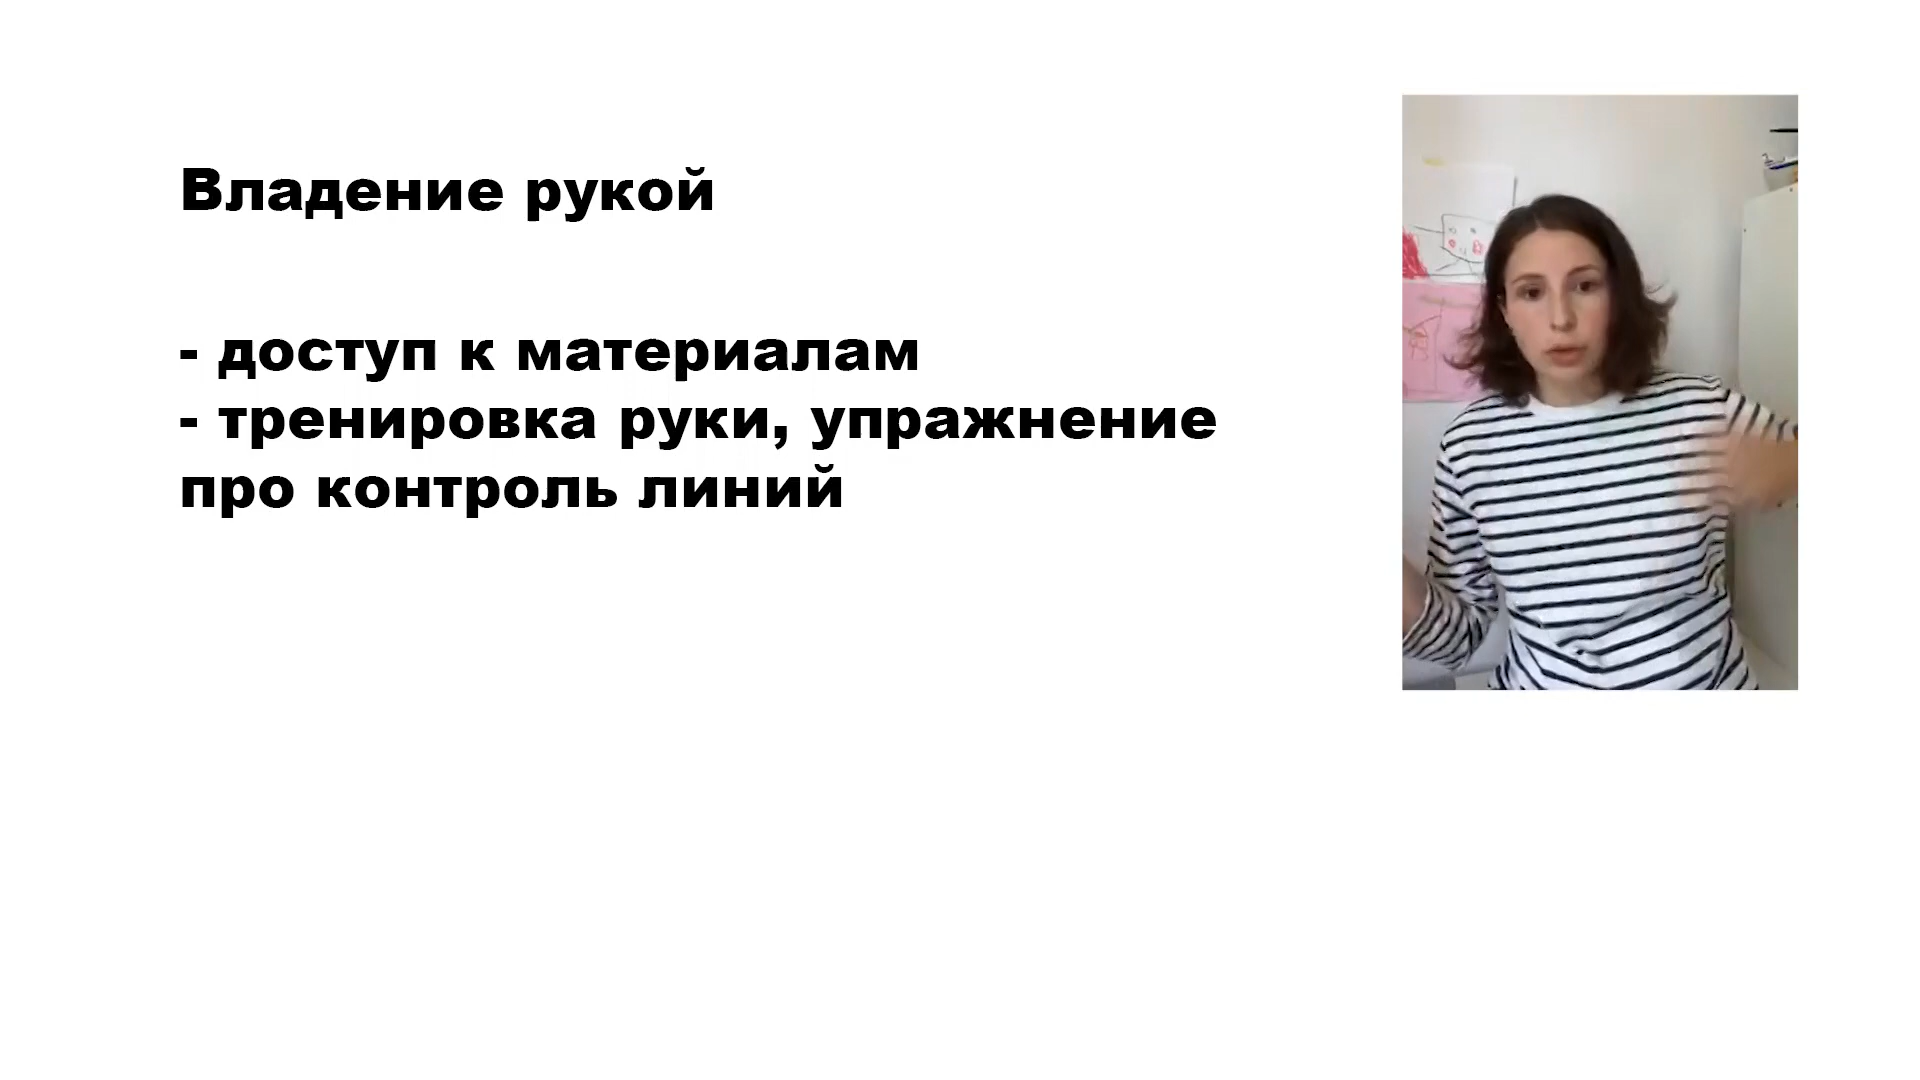 Владение рукой
- доступ к материалам
- тренировка руки, упражнение
про контроль линий